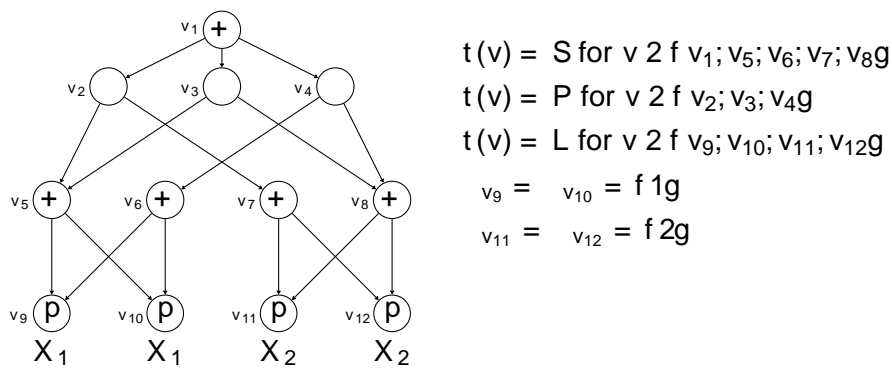 v1 +
v2 v3 v4
v5 + v6 + v7 + v8 +
v9 p v10 p v11 p v12 p
X1 X1 X2 X2
t(v) = S for v 2 f v1; v5; v6; v7; v8g
t(v) = P for v 2 f v2; v3; v4g
t(v) = L for v 2 f v9; v10; v11; v12g
v9 = v10 = f 1g
v11 = v12 = f 2g